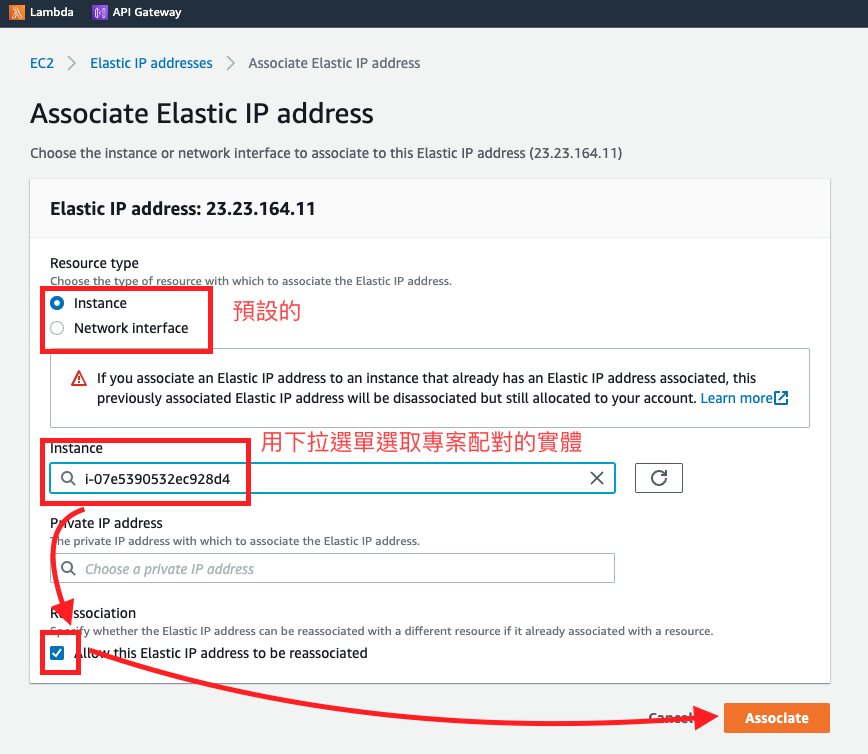 Lambda API Gateway
EC2 Elastic IP addresses Associate Elastic IP address
Associate Elastic IP address
Choose the instance or network interface to associate to this Elastic IP address (23.23.164.11)
Elastic IP address: 23.23.164.11
Resource type
Choose the type of resource with which to associate the Elastic IP address.
Instance
預設的
Network interface
If you associate an Elastic IP address to an instance that already has an Elastic IP address associated, this
previously associated Elastic IP address will be disassociated but still allocated to your account. Learn more
用下拉選單選取專案配對的實體
Instance
i-07e5390532ec928d4
Private IP address
The private IP address with which to associate the Elastic IP address.
Choose a private IP address
Reassociation
Specify whether the Elastic IP address can be reassociated with a different resource if it already associated with a resource.
Allow this Elastic IP address to be reassociated
Cancel Associate